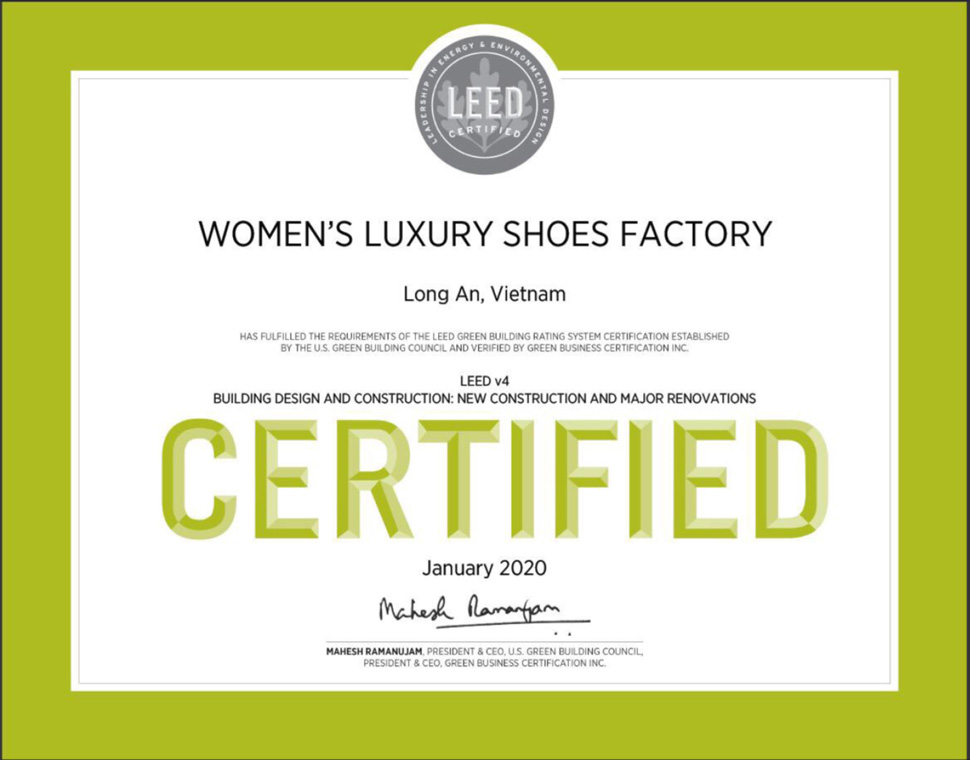 LEADERSHIP IN ENERGY & ENVIRONMENTAL DESIGN
LEED
CERTIFIED
WOMEN'S LUXURY SHOES FACTORY
Long An, Vietnam
HAS FULFILLED THE REQUIREMENTS OF THE LEED GREEN BUILDING RATING SYSTEM CERTIFICATION ESTABLISHED
BY THE U.S. GREEN BUILDING COUNCIL AND VERIFIED BY GREEN BUSINESS CERTIFICATION INC.
LEED v4
BUILDING DESIGN AND CONSTRUCTION: NEW CONSTRUCTION AND MAJOR RENOVATIONS
CERTIFIED
January 2020
Mahesh Ramanujam
MAHESH RAMANUJAM, PRESIDENT & CEO, U.S. GREEN BUILDING COUNCIL,
PRESIDENT & CEO, GREEN BUSINESS CERTIFICATION INC.